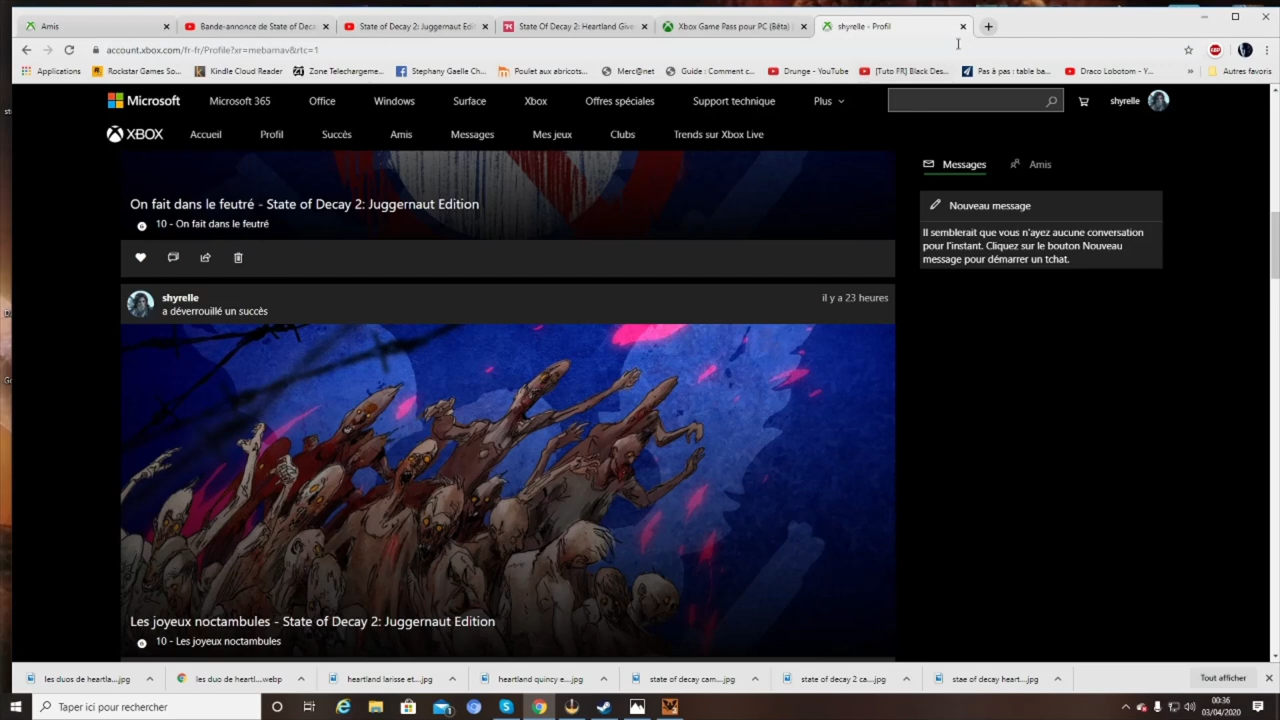 Amis
Bande-annonce de State of Deca
State of Decay 2: Juggernaut Edi
State Of Decay 2: Heartland Give
Xbox Game Pass pour PC (Bêta) |
shyrelle - Profil
account.xbox.com/fr-fr/Profile?xr=mebarnav&rtc=1
Applications
Rockstar Games So...
Kindle Cloud Reader
Zone Telechargeme...
Stephany Gaelle Ch...
Poulet aux abricots...
Merc@net
Guide : Comment c...
Drunge - YouTube
[Tuto FR] Black Des...
Pas à pas : table ba...
Draco Lobotom - Y...
»
Autres favoris
Microsoft
Microsoft 365
Office
Windows
Surface
Xbox
Offres spéciales
Support technique
Plus
shyrelle
XBOX
Accueil
Profil
Succès
Amis
Messages
Mes jeux
Clubs
Trends sur Xbox Live
On fait dans le feutré - State of Decay 2: Juggernaut Edition
G 10 - On fait dans le feutré
Messages
Amis
Nouveau message
Il semblerait que vous n'ayez aucune conversation
pour l'instant. Cliquez sur le bouton Nouveau
message pour démarrer un tchat.
shyrelle
a déverrouillé un succès
il y a 23 heures
Les joyeux noctambules - State of Decay 2: Juggernaut Edition
G 10 - Les joyeux noctambules
les duos de heartla....jpg
les duo de heartl....webp
heartland larisse et....jpg
heartland quincy e....jpg
state of decay cam....jpg
state of decay 2 ca....jpg
stae of decay heart....jpg
Tout afficher
Taper ici pour rechercher
00:36
03/04/2020